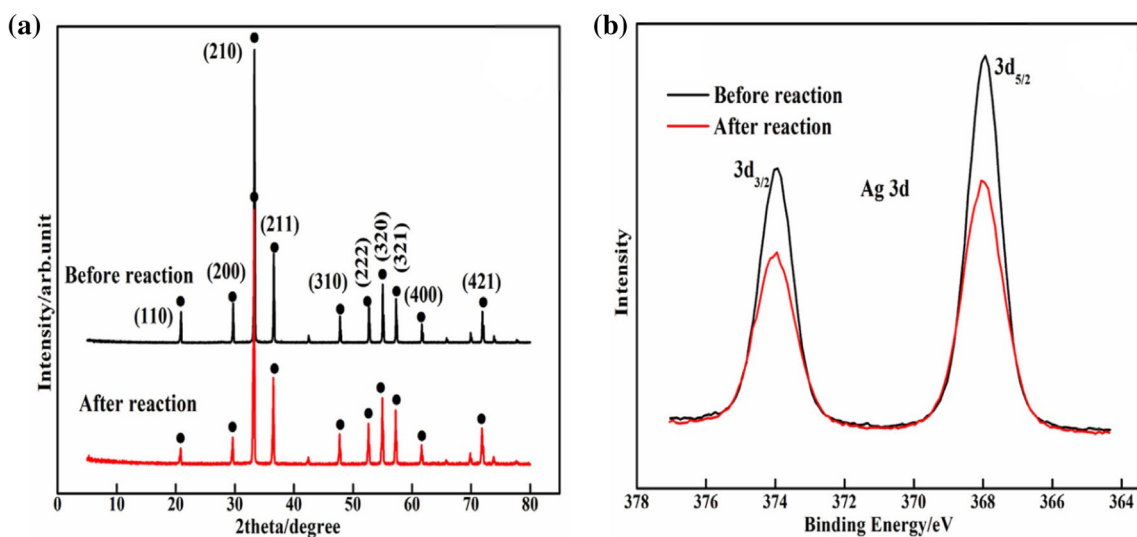 (a)
(210)
(211)
Before reaction
(200)
(110)
(310)
(222)
(320)
(321)
(400)
(421)
After reaction
Intensity/arb.unit
0 10 20 30 40 50 60 70 80
2theta/degree
(b)
3d5/2
Before reaction
After reaction
3d3/2
Ag 3d
Intensity
378 376 374 372 370 368 366 364
Binding Energy/eV